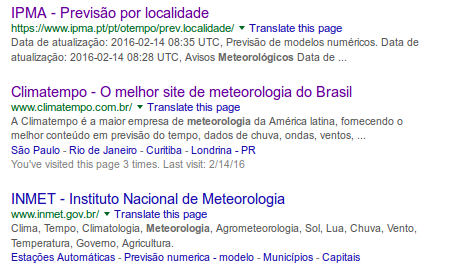 IPMA - Previsão por localidade
https://www.ipma.pt/pt/otempo/prev.localidade/ ▼ Translate this page
Data de atualização: 2016-02-14 08:35 UTC, Previsão de modelos numéricos. Data de
atualização: 2016-02-14 08:28 UTC, Avisos Meteorológicos Data de ...
Climatempo - O melhor site de meteorologia do Brasil
www.climatempo.com.br/ ▼ Translate this page
A Climatempo é a maior empresa de meteorologia da América latina, fornecendo o
melhor conteúdo em previsão do tempo, dados de chuva, ondas, ventos, ...
São Paulo - Rio de Janeiro - Curitiba - Londrina - PR
You've visited this page 3 times. Last visit: 2/14/16
INMET - Instituto Nacional de Meteorologia
www.inmet.gov.br/ ▼ Translate this page
Clima, Tempo, Climatologia, Meteorologia, Agrometeorologia, Sol, Lua, Chuva, Vento,
Temperatura, Governo, Agricultura.
Estações Automáticas - Previsão numerica - modelo - Municípios - Capitais